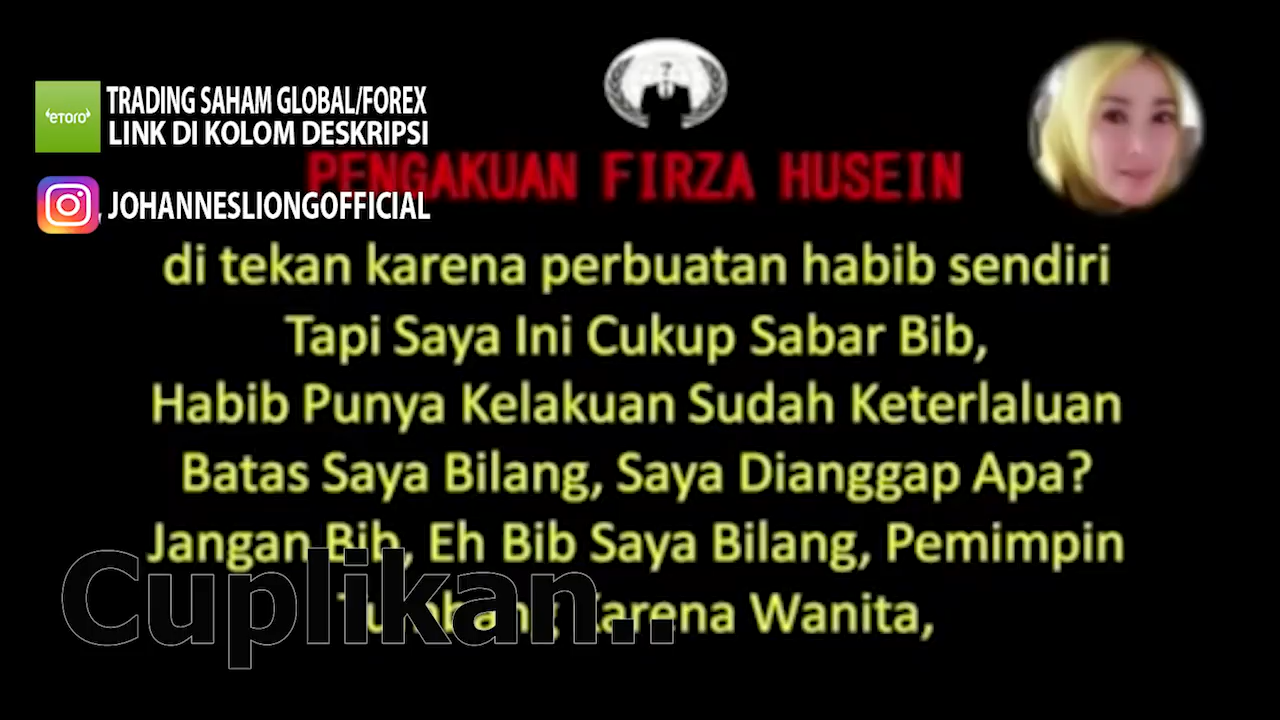 eTORO
TRADING SAHAM GLOBAL/FOREX
LINK DI KOLOM DESKRIPSI
?
PENGAKUAN FIRZA HUSEIN
, JOHANNESLIONGOFFICIAL
di tekan karena perbuatan habib sendiri
Tapi Saya Ini Cukup Sabar Bib,
Habib Punya Kelakuan Sudah Keterlaluan
Batas Saya Bilang, Saya Dianggap Apa?
Jangan Bib, Eh Bib Saya Bilang, Pemimpin
Tumbang Karena Wanita,
Cuplikan..